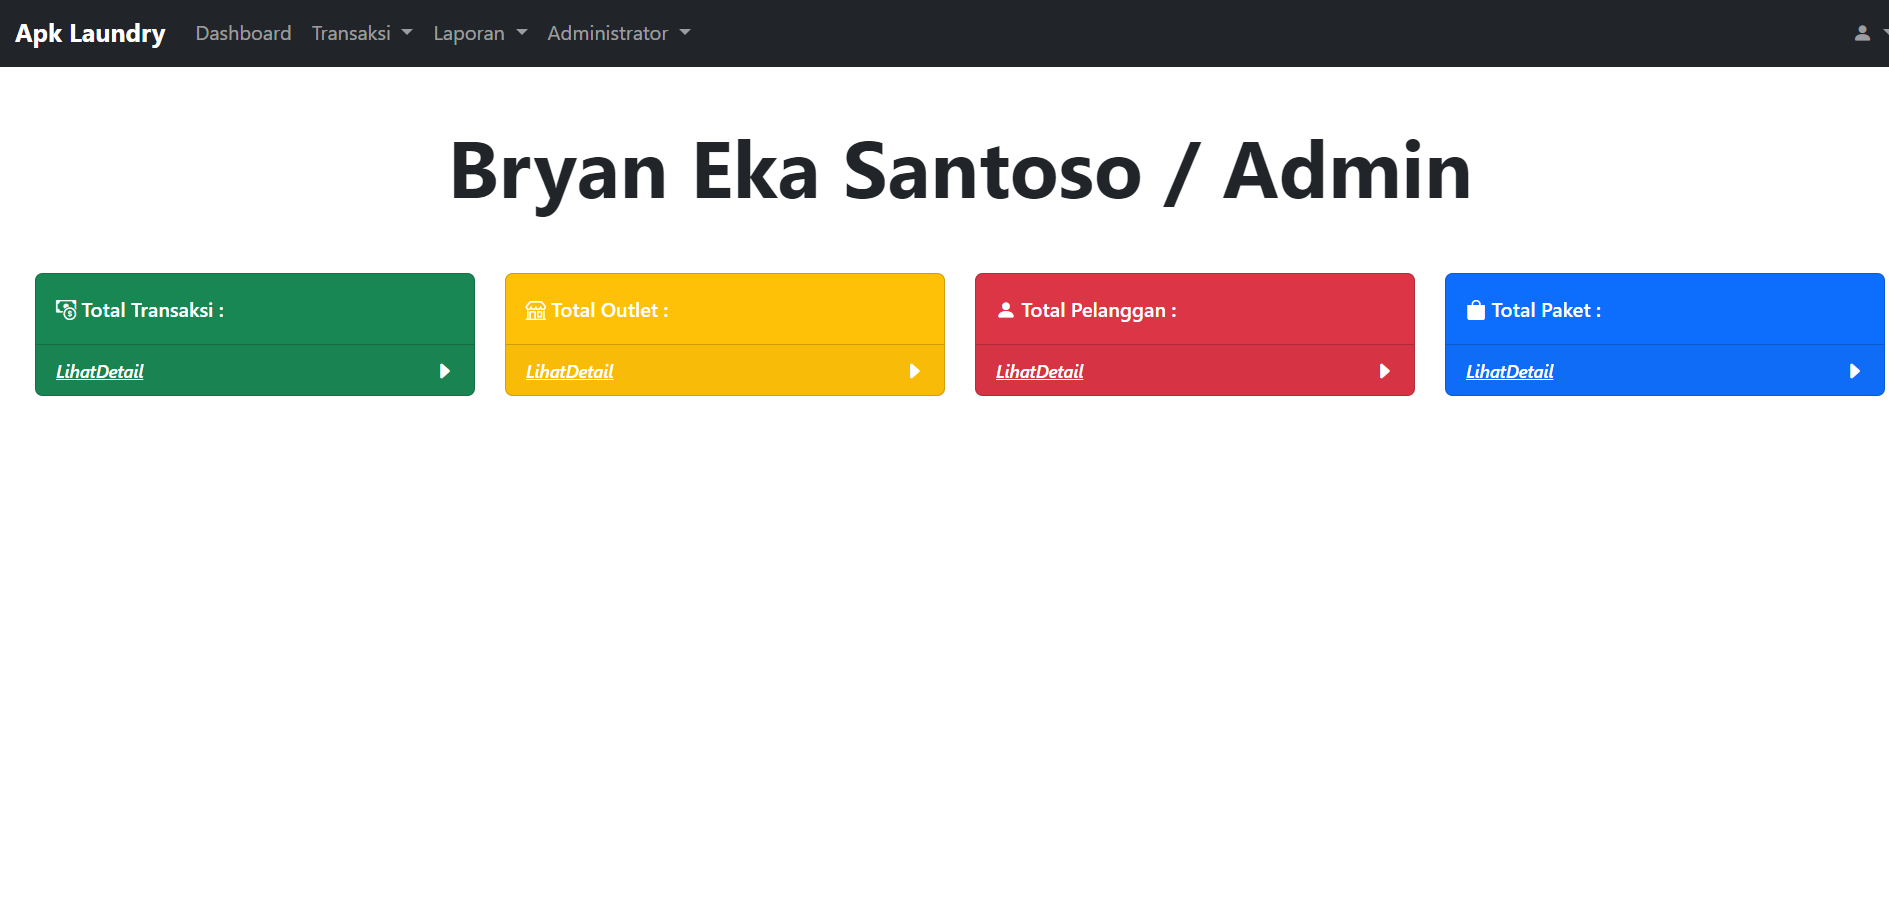 Apk Laundry Dashboard Transaksi Laporan Administrator
Bryan Eka Santoso / Admin
Total Transaksi :
LihatDetail
Total Outlet :
LihatDetail
Total Pelanggan :
LihatDetail
Total Paket :
LihatDetail